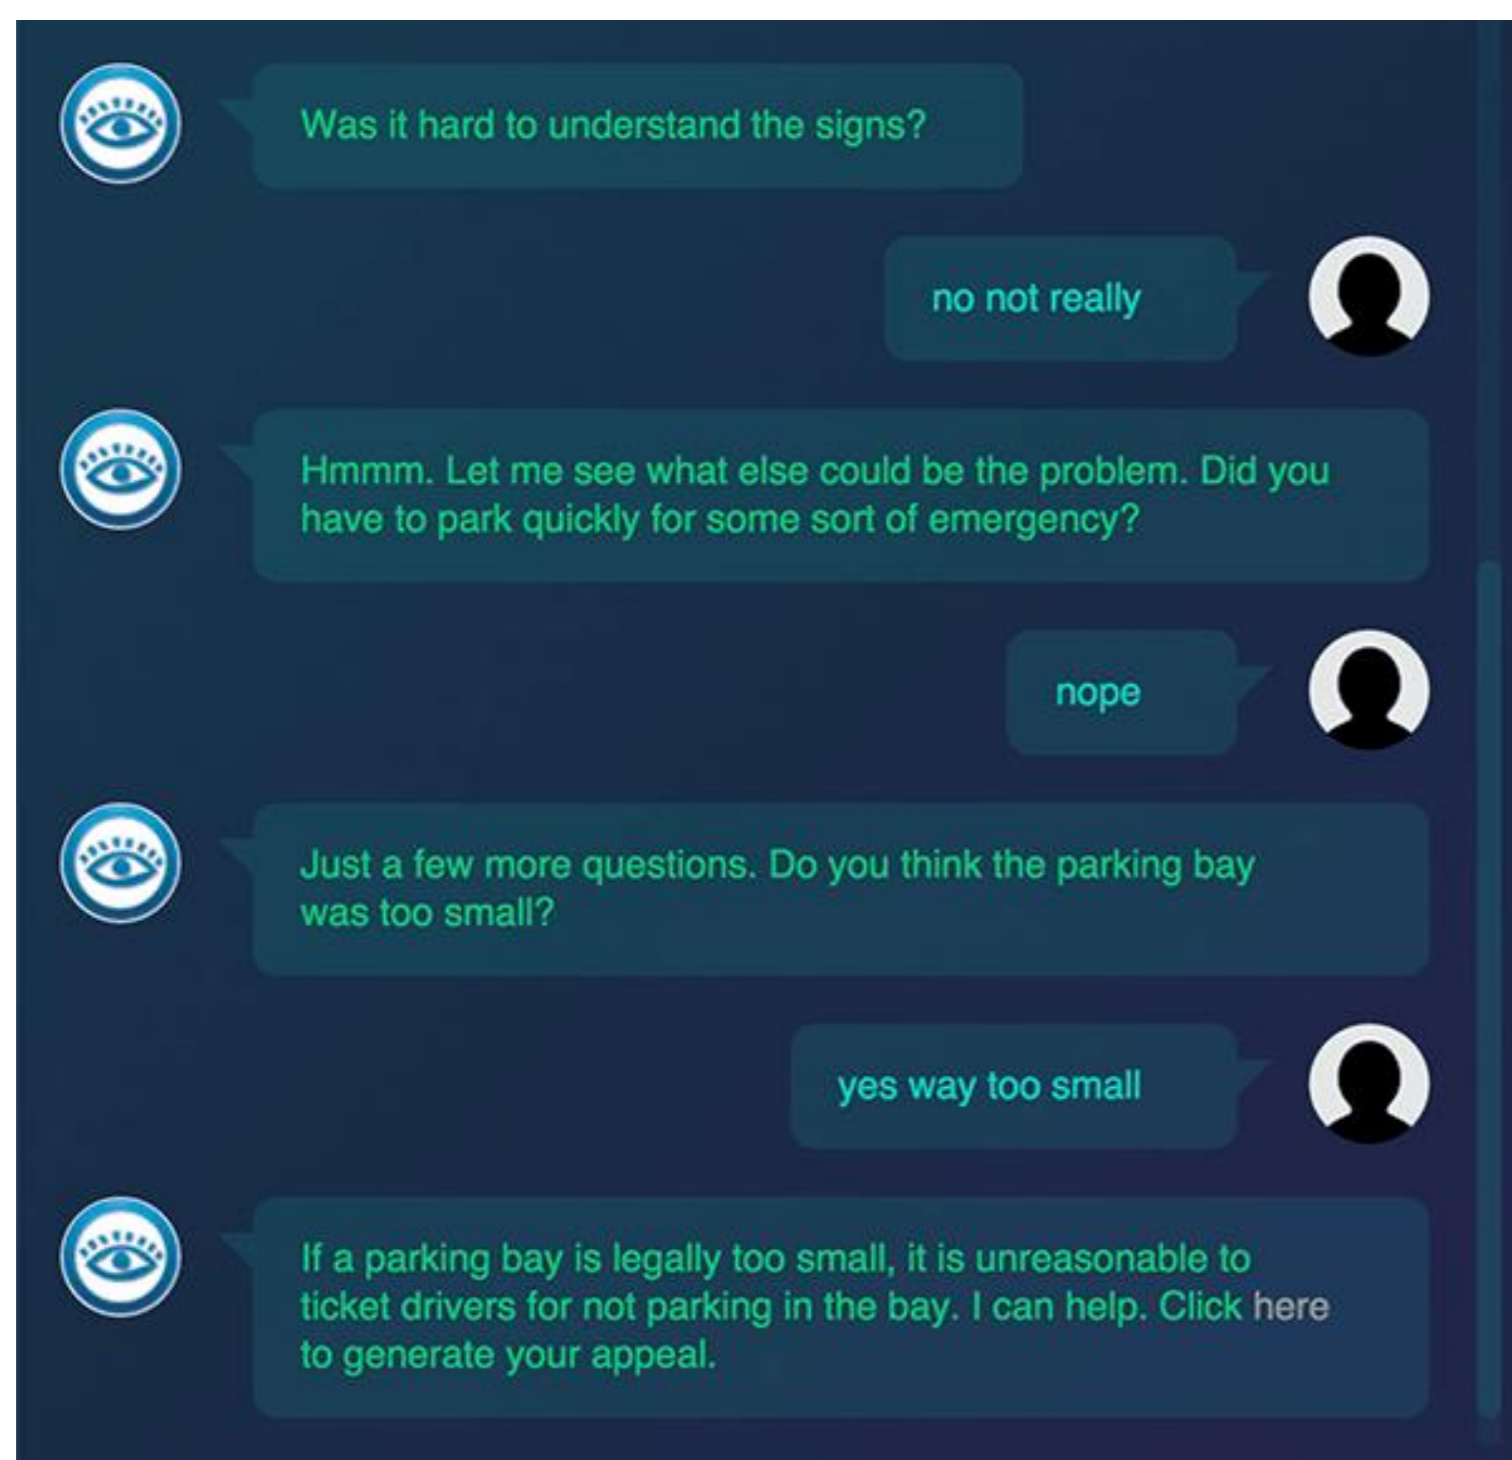 Was it hard to understand the signs?
no not really
Hmmm. Let me see what else could be the problem. Did you
have to park quickly for some sort of emergency?
nope
Just a few more questions. Do you think the parking bay
was too small?
yes way too small
If a parking bay is legally too small, it is unreasonable to
ticket drivers for not parking in the bay. I can help. Click here
to generate your appeal.